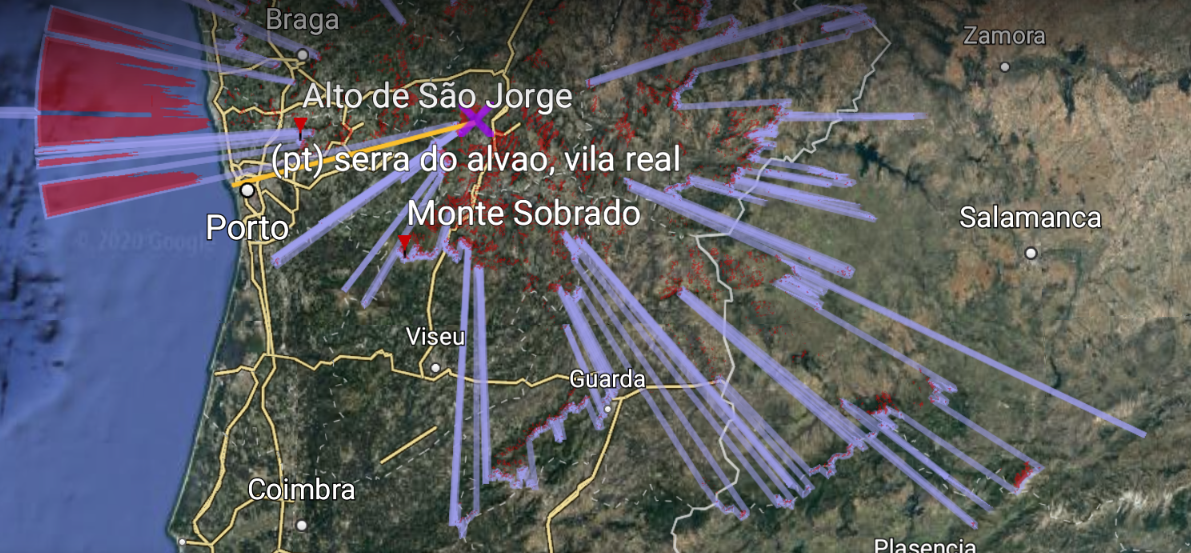 Braga
Zamora
Alto de São Jorge
(pt) serra do alvao, vila real
Monte Sobrado
Salamanca
Porto
© 2020 Google
Viseu
Guarda
Coimbra
Plasencia